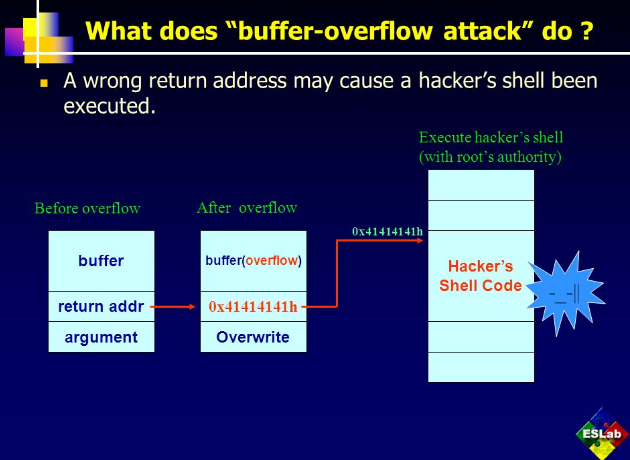 What does “buffer-overflow attack” do ?
A wrong return address may cause a hacker’s shell been
executed.
Execute hacker’s shell
(with root’s authority)
Before overflow
After overflow
0x41414141h
buffer
buffer(overflow)
Hacker’s
Shell Code
-_-||
return addr
0x41414141h
argument
Overwrite
ESLab